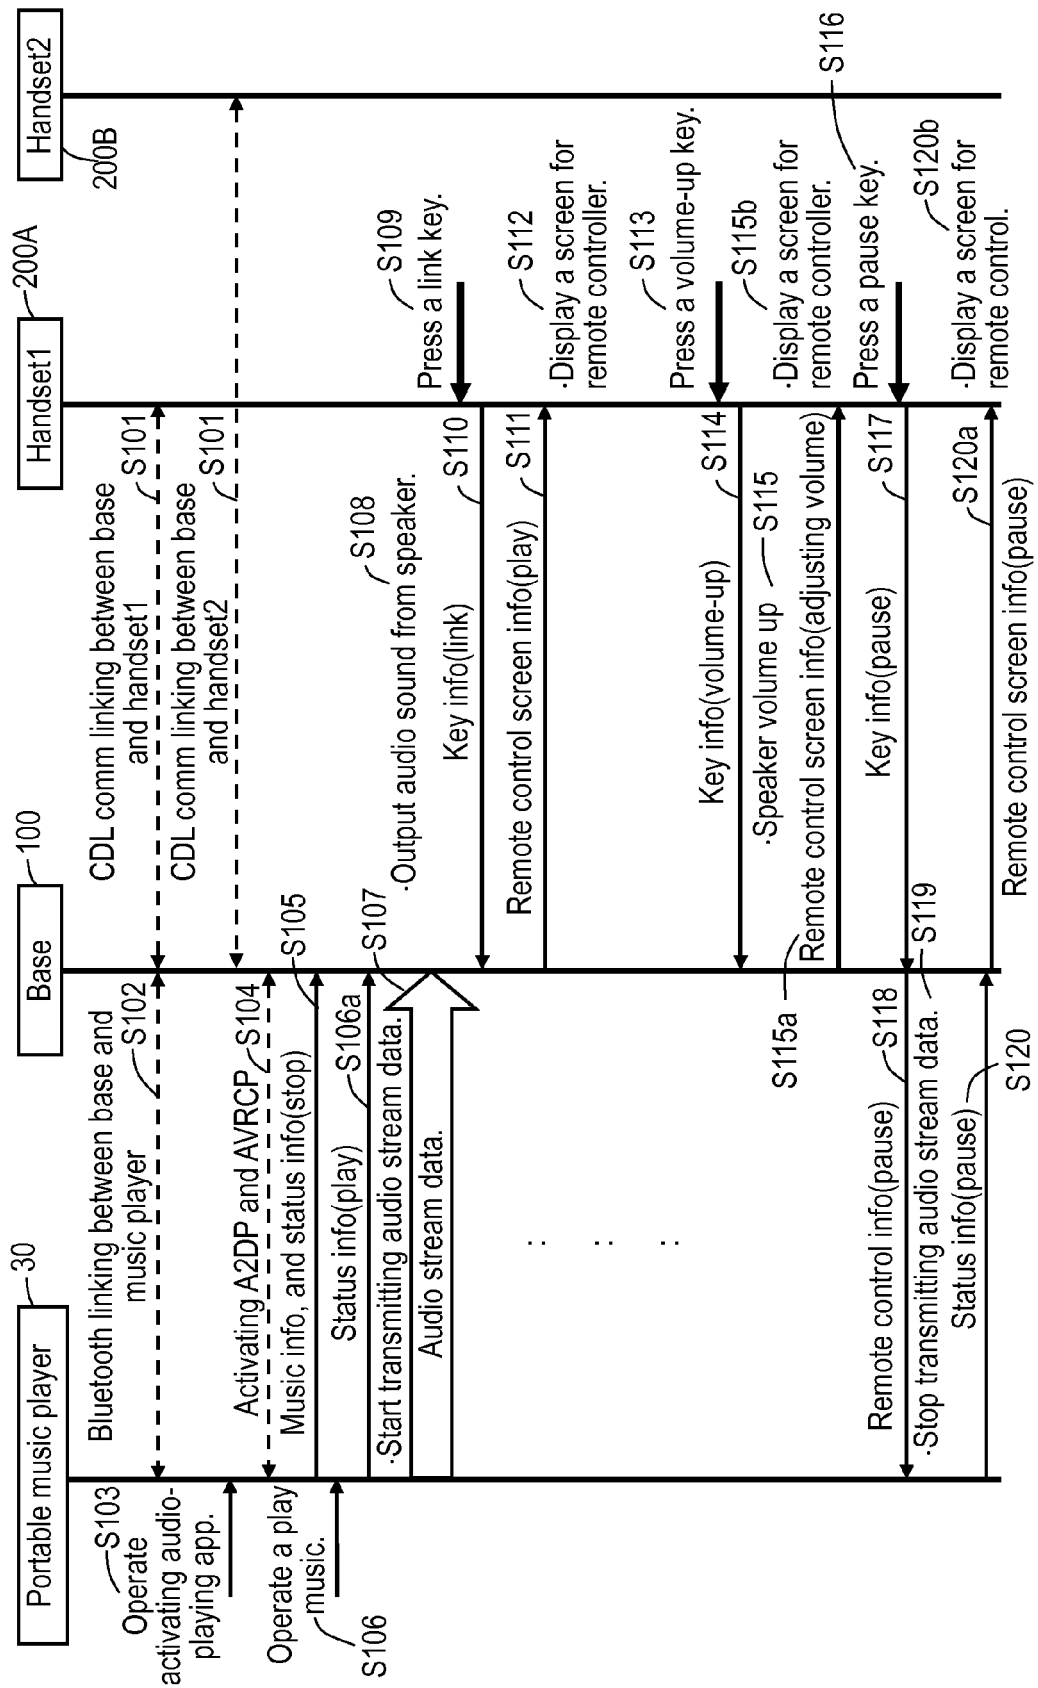 Portable music player
30
Base
100
Handset1
200A
Handset2
200B
Bluetooth linking between base and
music player
S102
CDL comm linking between base
and handset1
S101
CDL comm linking between base
and handset2
S101
S103
Operate
activating audio-
playing app.
Activating A2DP and AVRCP
S104
Music info, and status info(stop)
S105
Operate a play
music.
S106
Status info(play)
S106a
·Start transmitting audio stream data.
S107
Audio stream data.
·Output audio sound from speaker.
S108
S109
Press a link key.
Key info(link)
S110
Remote control screen info(play)
S111
S112
·Display a screen for
remote controller.
S113
Press a volume-up key.
Key info(volume-up)
S114
·Speaker volume up
S115
S115a
Remote control screen info(adjusting volume)
S115b
·Display a screen for
remote controller.
S116
Press a pause key.
Key info(pause)
S117
Remote control info(pause)
S118
·Stop transmitting audio stream data.
S119
Status info(pause)
S120
Remote control screen info(pause)
S120a
S120b
·Display a screen for
remote control.